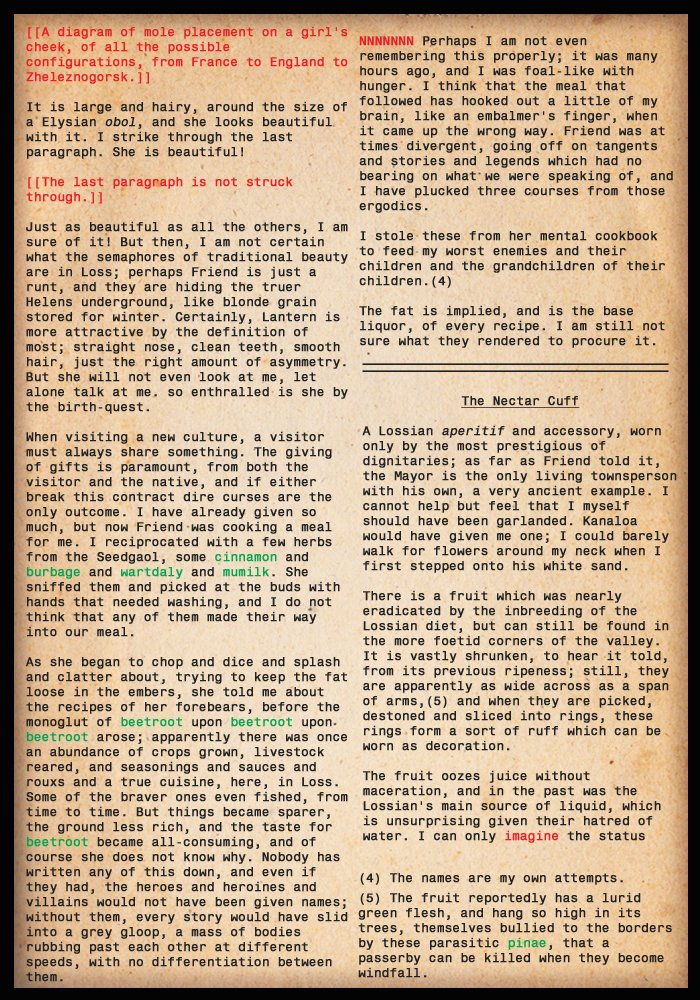 [[A diagram of mole placement on a girl's
cheek, of all the possible
configurations, from France to England to
Zheleznogorsk.]]
It is large and hairy, around the size of
a Elysian obol, and she looks beautiful
with it. I strike through the last
paragraph. She is beautiful!
[[The last paragraph is not struck
through.]]
Just as beautiful as all the others, I am
sure of it! But then, I am not certain
what the semaphores of traditional beauty
are in Loss; perhaps Friend is just a
runt, and they are hiding the truer
Helens underground, like blonde grain
stored for winter. Certainly, Lantern is
more attractive by the definition of
most; straight nose, clean teeth, smooth
hair, just the right amount of asymmetry.
But she will not even look at me, let
alone talk at me. so enthralled is she by
the birth-quest.
When visiting a new culture, a visitor
must always share something. The giving
of gifts is paramount, from both the
visitor and the native, and if either
break this contract dire curses are the
only outcome. I have already given so
much, but now Friend was cooking a meal
for me. I reciprocated with a few herbs
from the Seedgaol, some cinnamon and
burbage and wartdaly and mumilk. She
sniffed them and picked at the buds with
hands that needed washing, and I do not
think that any of them made their way
into our meal.
As she began to chop and dice and splash
and clatter about, trying to keep the fat
loose in the embers, she told me about
the recipes of her forebears, before the
monoglut of beetroot upon beetroot upon
beetroot arose; apparently there was once
an abundance of crops grown, livestock
reared, and seasonings and sauces and
rouxs and a true cuisine, here, in Loss.
Some of the braver ones even fished, from
time to time. But things became sparer,
the ground less rich, and the taste for
beetroot became all-consuming, and of
course she does not know why. Nobody has
written any of this down, and even if
they had, the heroes and heroines and
villains would not have been given names;
without them, every story would have slid
into a grey gloop, a mass of bodies
rubbing past each other at different
speeds, with no differentiation between
them.
NNNNNNN Perhaps I am not even
remembering this properly; it was many
hours ago, and I was foal-like with
hunger. I think that the meal that
followed has hooked out a little of my
brain, like an embalmer's finger, when
it came up the wrong way. Friend was at
times divergent, going off on tangents
and stories and legends which had no
bearing on what we were speaking of, and
I have plucked three courses from those
ergodics.
I stole these from her mental cookbook
to feed my worst enemies and their
children and the grandchildren of their
children.(4)
The fat is implied, and is the base
liquor, of every recipe. I am still not
sure what they rendered to procure it.
The Nectar Cuff
A Lossian aperitif and accessory, worn
only by the most prestigious of
dignitaries; as far as Friend told it,
the Mayor is the only living townsperson
with his own, a very ancient example. I
cannot help but feel that I myself
should have been garlanded. Kanaloa
would have given me one; I could barely
walk for flowers around my neck when I
first stepped onto his white sand.
There is a fruit which was nearly
eradicated by the inbreeding of the
Lossian diet, but can still be found in
the more foetid corners of the valley.
It is vastly shrunken, to hear it told,
from its previous ripeness; still, they
are apparently as wide across as a span
of arms,(5) and when they are picked,
destoned and sliced into rings, these
rings form a sort of ruff which can be
worn as decoration.
The fruit oozes juice without
maceration, and in the past was the
Lossian's main source of liquid, which
is unsurprising given their hatred of
water. I can only imagine the status
(4) The names are my own attempts.
(5) The fruit reportedly has a lurid
green flesh, and hang so high in its
trees, themselves bullied to the borders
by these parasitic pinae, that a
passerby can be killed when they become
windfall.